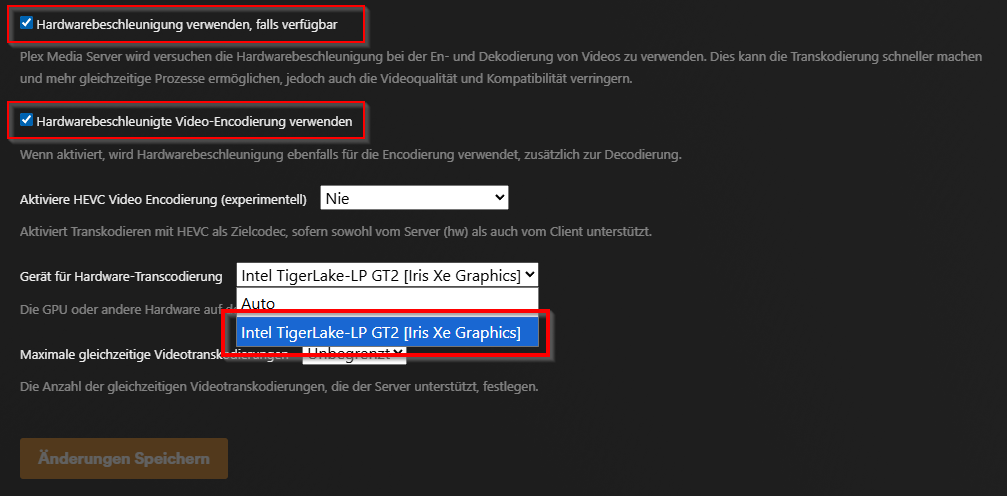 Hardwarebeschleunigung verwenden, falls verfügbar
Plex Media Server wird versuchen die Hardwarebeschleunigung bei der En- und Dekodierung von Videos zu verwenden. Dies kann die Transkodierung schneller machen
und mehr gleichzeitige Prozesse ermöglichen, jedoch auch die Videoqualität und Kompatibilität verringern.
Hardwarebeschleunigte Video-Encodierung verwenden
Wenn aktiviert, wird Hardwarebeschleunigung ebenfalls für die Encodierung verwendet, zusätzlich zur Decodierung.
Aktiviere HEVC Video Encodierung (experimentell) Nie
Aktiviert Transkodieren mit HEVC als Zielcodec, sofern sowohl vom Server (hw) als auch vom Client unterstützt.
Gerät für Hardware-Transcodierung Intel TigerLake-LP GT2 [Iris Xe Graphics]
Auto
Die GPU oder andere Hardware auf
Intel TigerLake-LP GT2 [Iris Xe Graphics]
Maximale gleichzeitige Videotranskodierungen Unbegrenzt
Die Anzahl der gleichzeitigen Videotranskodierungen, die der Server unterstützt, festlegen.
Änderungen Speichern